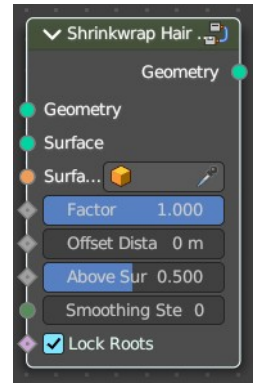 Shrinkwrap Hair ...
Geometry
Geometry
Surface
Surfa...
Factor 1.000
Offset Dista 0 m
Above Sur 0.500
Smoothing Ste 0
Lock Roots